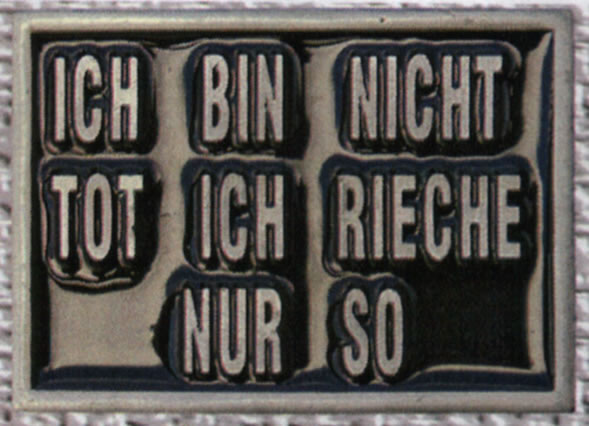 ICH BIN NICHT
TOT ICH RIECHE
NUR SO